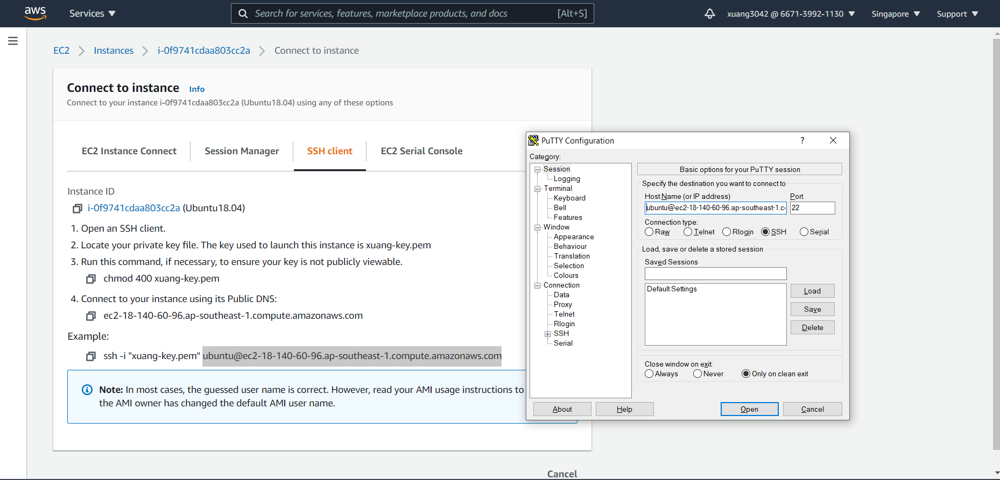 aws
Services
Search for services, features, marketplace products, and docs
[Alt+S]
xuang3042 @ 6671-3992-1130
Singapore
Support
EC2
Instances
i-0f9741cdaa803cc2a
Connect to instance
Connect to instance
Info
Connect to your instance i-0f9741cdaa803cc2a (Ubuntu18.04) using any of these options
EC2 Instance Connect
Session Manager
SSH client
EC2 Serial Console
Instance ID
i-0f9741cdaa803cc2a (Ubuntu18.04)
1. Open an SSH client.
2. Locate your private key file. The key used to launch this instance is xuang-key.pem
3. Run this command, if necessary, to ensure your key is not publicly viewable.
chmod 400 xuang-key.pem
4. Connect to your instance using its Public DNS:
ec2-18-140-60-96.ap-southeast-1.compute.amazonaws.com
Example:
ssh -i "xuang-key.pem" ubuntu@ec2-18-140-60-96.ap-southeast-1.compute.amazonaws.com
Note: In most cases, the guessed user name is correct. However, read your AMI usage instructions to
the AMI owner has changed the default AMI user name.
Cancel
PuTTY Configuration
?
Category:
Session
Logging
Terminal
Keyboard
Bell
Features
Window
Appearance
Behaviour
Translation
Selection
Colours
Connection
Data
Proxy
Telnet
Rlogin
SSH
Serial
Basic options for your PuTTY session
Specify the destination you want to connect to
Host Name (or IP address)
Port
ubuntu@ec2-18-140-60-96.ap-southeast-1.c
22
Connection type:
Raw
Telnet
Rlogin
SSH
Serial
Load, save or delete a stored session
Saved Sessions
Default Settings
Load
Save
Delete
Close window on exit:
Always
Never
Only on clean exit
About
Help
Open
Cancel